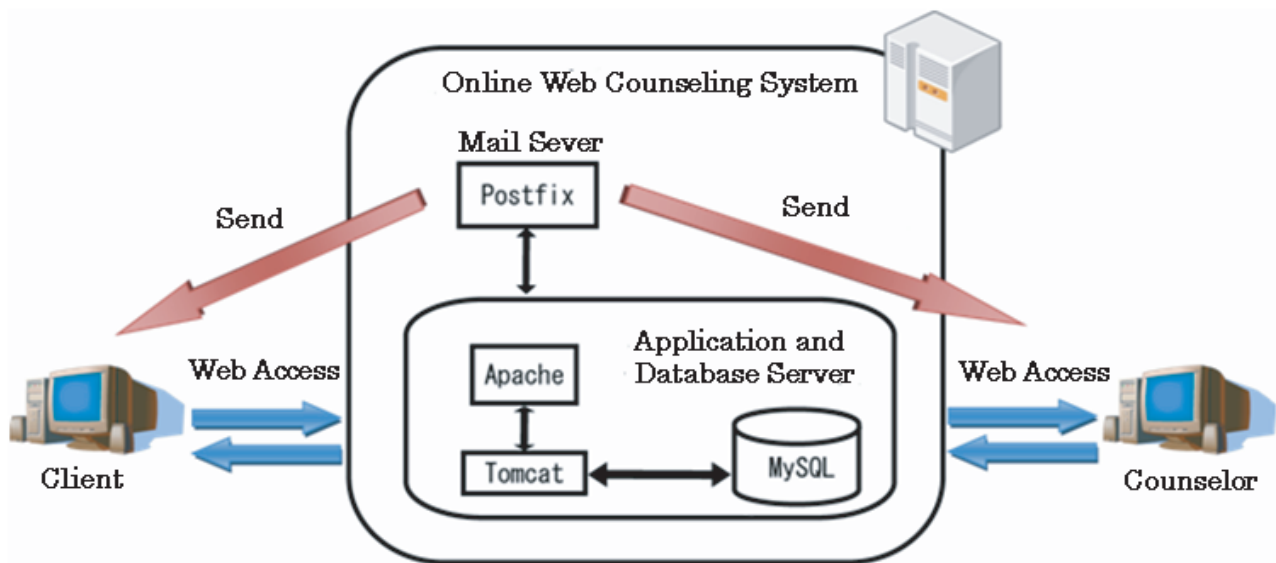 Online Web Counseling System
Mail Sever
Postfix
Send
Send
Application and
Database Server
Web Access
Apache
Web Access
Tomcat
MySQL
Client
Counselor